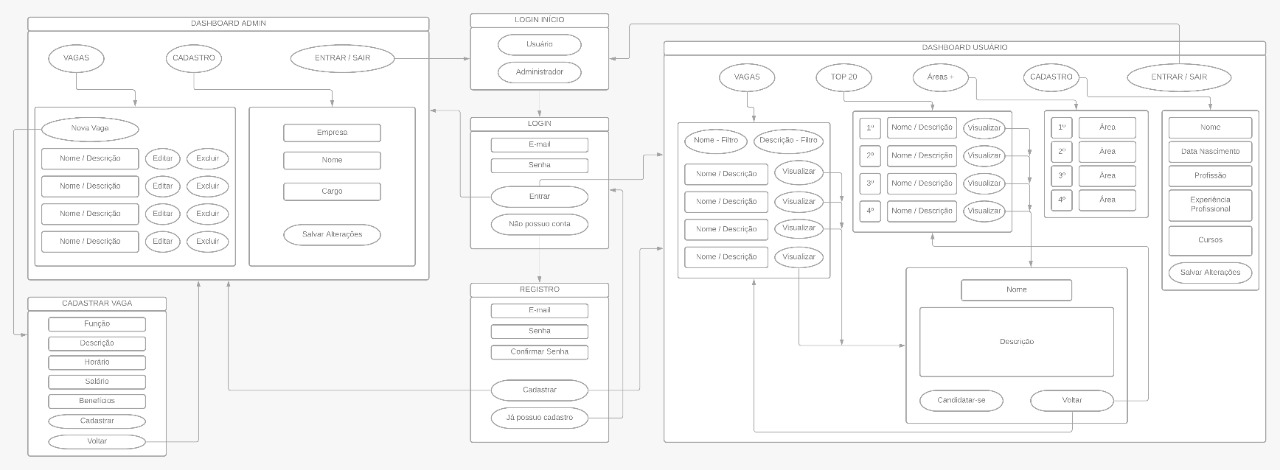 DASHBOARD ADMIN
VAGAS
CADASTRO
ENTRAR / SAIR
Nova Vaga
Nome / Descrição
Editar
Excluir
Nome / Descrição
Editar
Excluir
Nome / Descrição
Editar
Excluir
Nome / Descrição
Editar
Excluir
Empresa
Nome
Cargo
Salvar Alterações
CADASTRAR VAGA
Função
Descrição
Horário
Salário
Benefícios
Cadastrar
Voltar
LOGIN INÍCIO
Usuário
Administrador
LOGIN
E-mail
Senha
Entrar
Não possuo conta
REGISTRO
E-mail
Senha
Confirmar Senha
Cadastrar
Já possuo cadastro
DASHBOARD USUÁRIO
VAGAS
TOP 20
Áreas +
CADASTRO
ENTRAR / SAIR
Nome - Filtro
Descrição - Filtro
Nome / Descrição
Visualizar
Nome / Descrição
Visualizar
Nome / Descrição
Visualizar
Nome / Descrição
Visualizar
1º
Nome / Descrição
Visualizar
2º
Nome / Descrição
Visualizar
3º
Nome / Descrição
Visualizar
4º
Nome / Descrição
Visualizar
1º
Área
2º
Área
3º
Área
4º
Área
Nome
Data Nascimento
Profissão
Experiência
Profissional
Cursos
Salvar Alterações
Nome
Descrição
Candidatar-se
Voltar